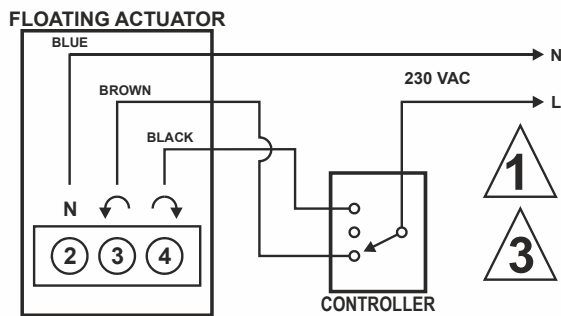 FLOATING ACTUATOR
BLUE
N
230 VAC
BROWN
L
BLACK
1
N
2 3 4
3
CONTROLLER